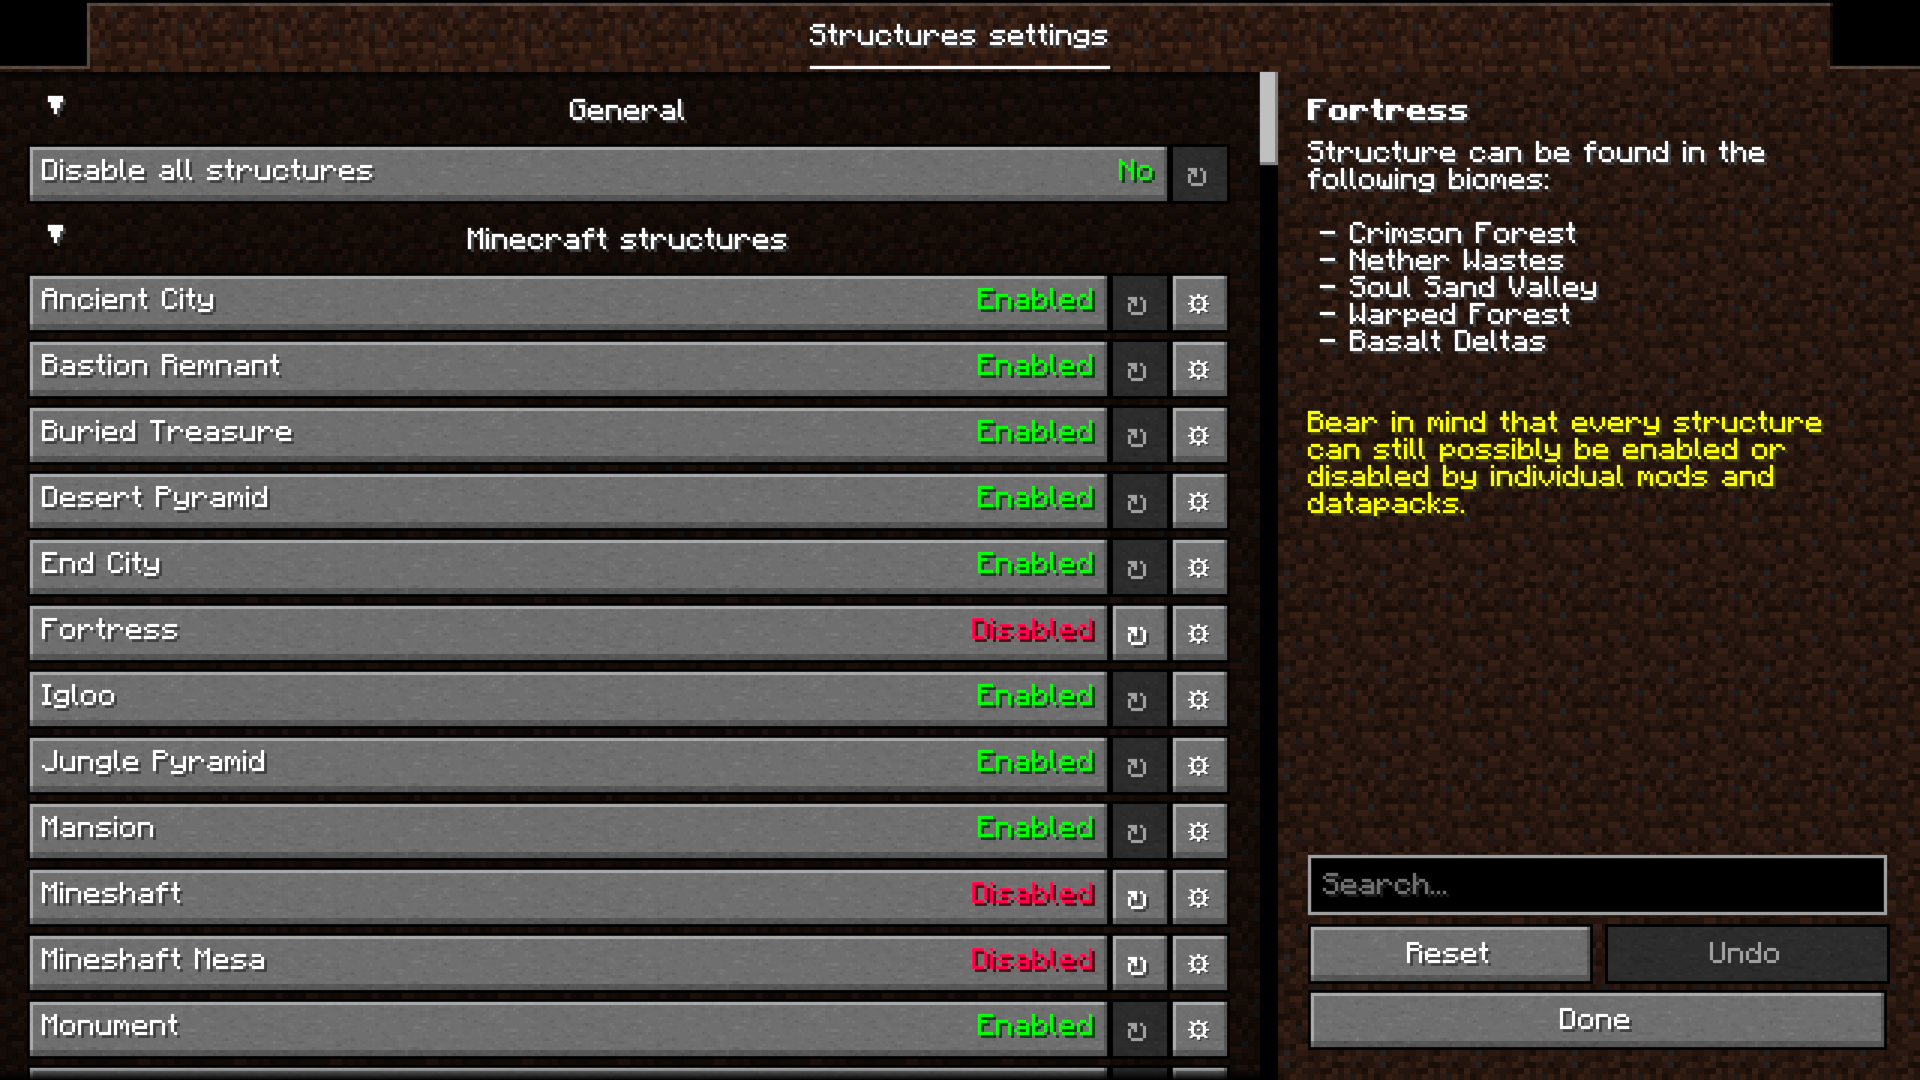 Structures settings
General
Disable all structures No
Minecraft structures
Ancient City Enabled
Bastion Remnant Enabled
Buried Treasure Enabled
Desert Pyramid Enabled
End City Enabled
Fortress Disabled
Igloo Enabled
Jungle Pyramid Enabled
Mansion Enabled
Mineshaft Disabled
Mineshaft Mesa Disabled
Monument Enabled
Fortress
Structure can be found in the
following biomes:
- Crimson Forest
- Nether Wastes
- Soul Sand Valley
- Warped Forest
- Basalt Deltas
Bear in mind that every structure
can still possibly be enabled or
disabled by individual mods and
datapacks.
Search...
Reset Undo
Done